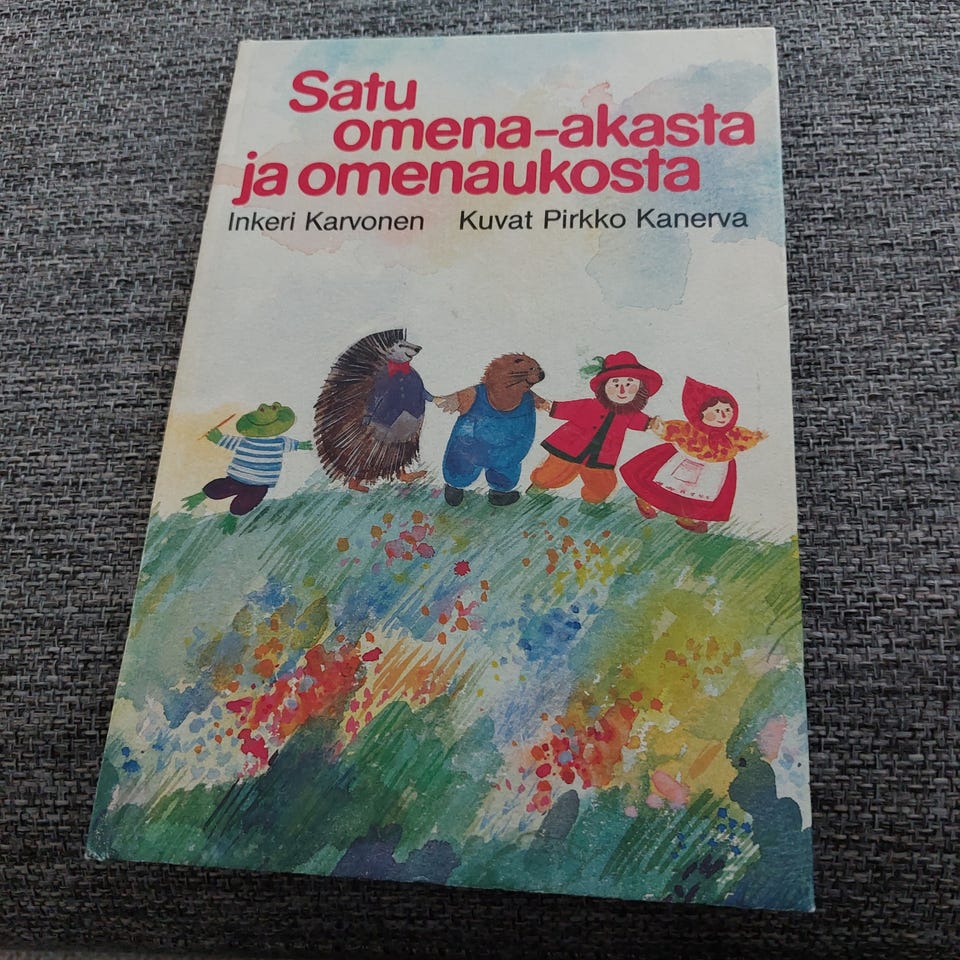 Satu
omena-akasta
ja omenaukosta
Inkeri Karvonen Kuvat Pirkko Kanerva